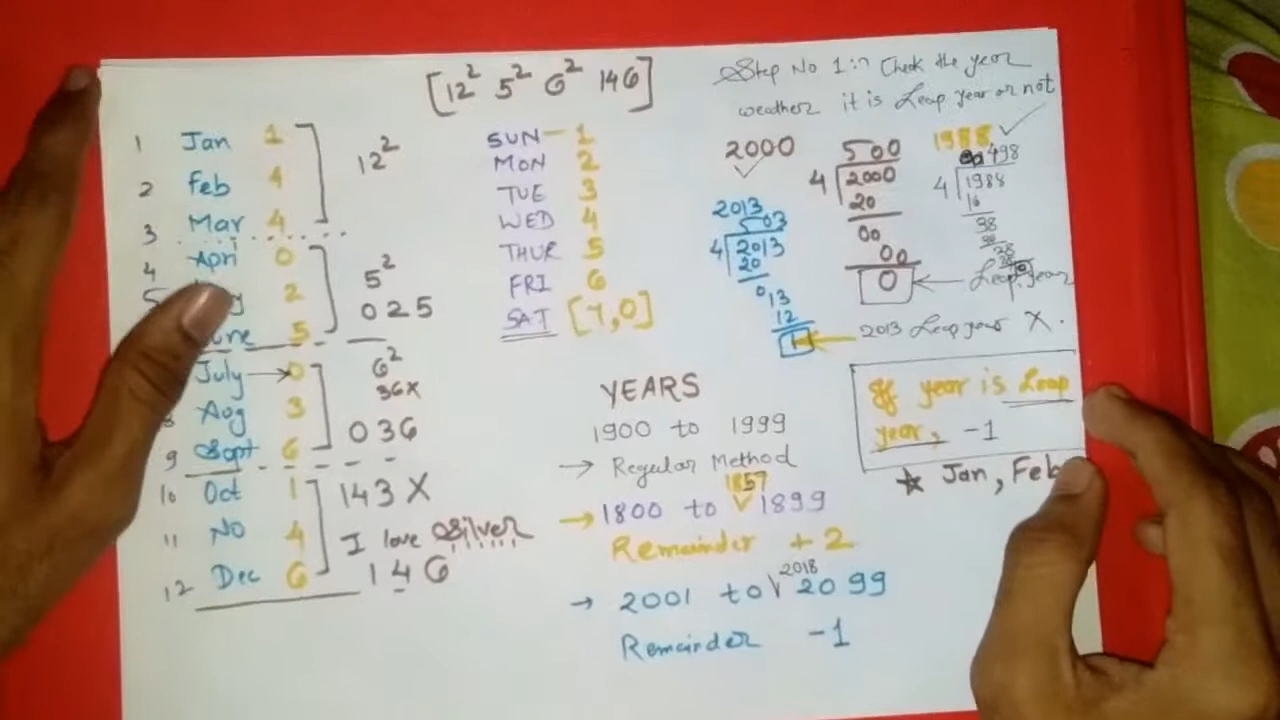 [12² 5² 6² 146]
1 Jan 1
2 Feb 4
3 Mar 4
12²
4 April 0
5 2
June 5
5²
025
July → 0
8 Aug 3
9 Sept 6
6²
36X
036
10 Oct 1
11 No 4
12 Dec 6
143 X
I love Silver
146
SUN - 1
MON 2
TUE 3
WED 4
THUR 5
FRI 6
SAT [7,0]
Step No 1:- Check the year
weather it is Leap year or not
2000
500
4 2000
20
00
00
0 ← Leap year
1988
498
4 1988
16
38
28
2013
503
4 2013
20
013
12
1
2013 Leap year X.
If year is Leap
year, -1
☆ Jan, Feb
YEARS
1900 to 1999
→ Regular Method
1857
→ 1800 to 1899
Remainder + 2
2018
→ 2001 to 2099
Remainder -1